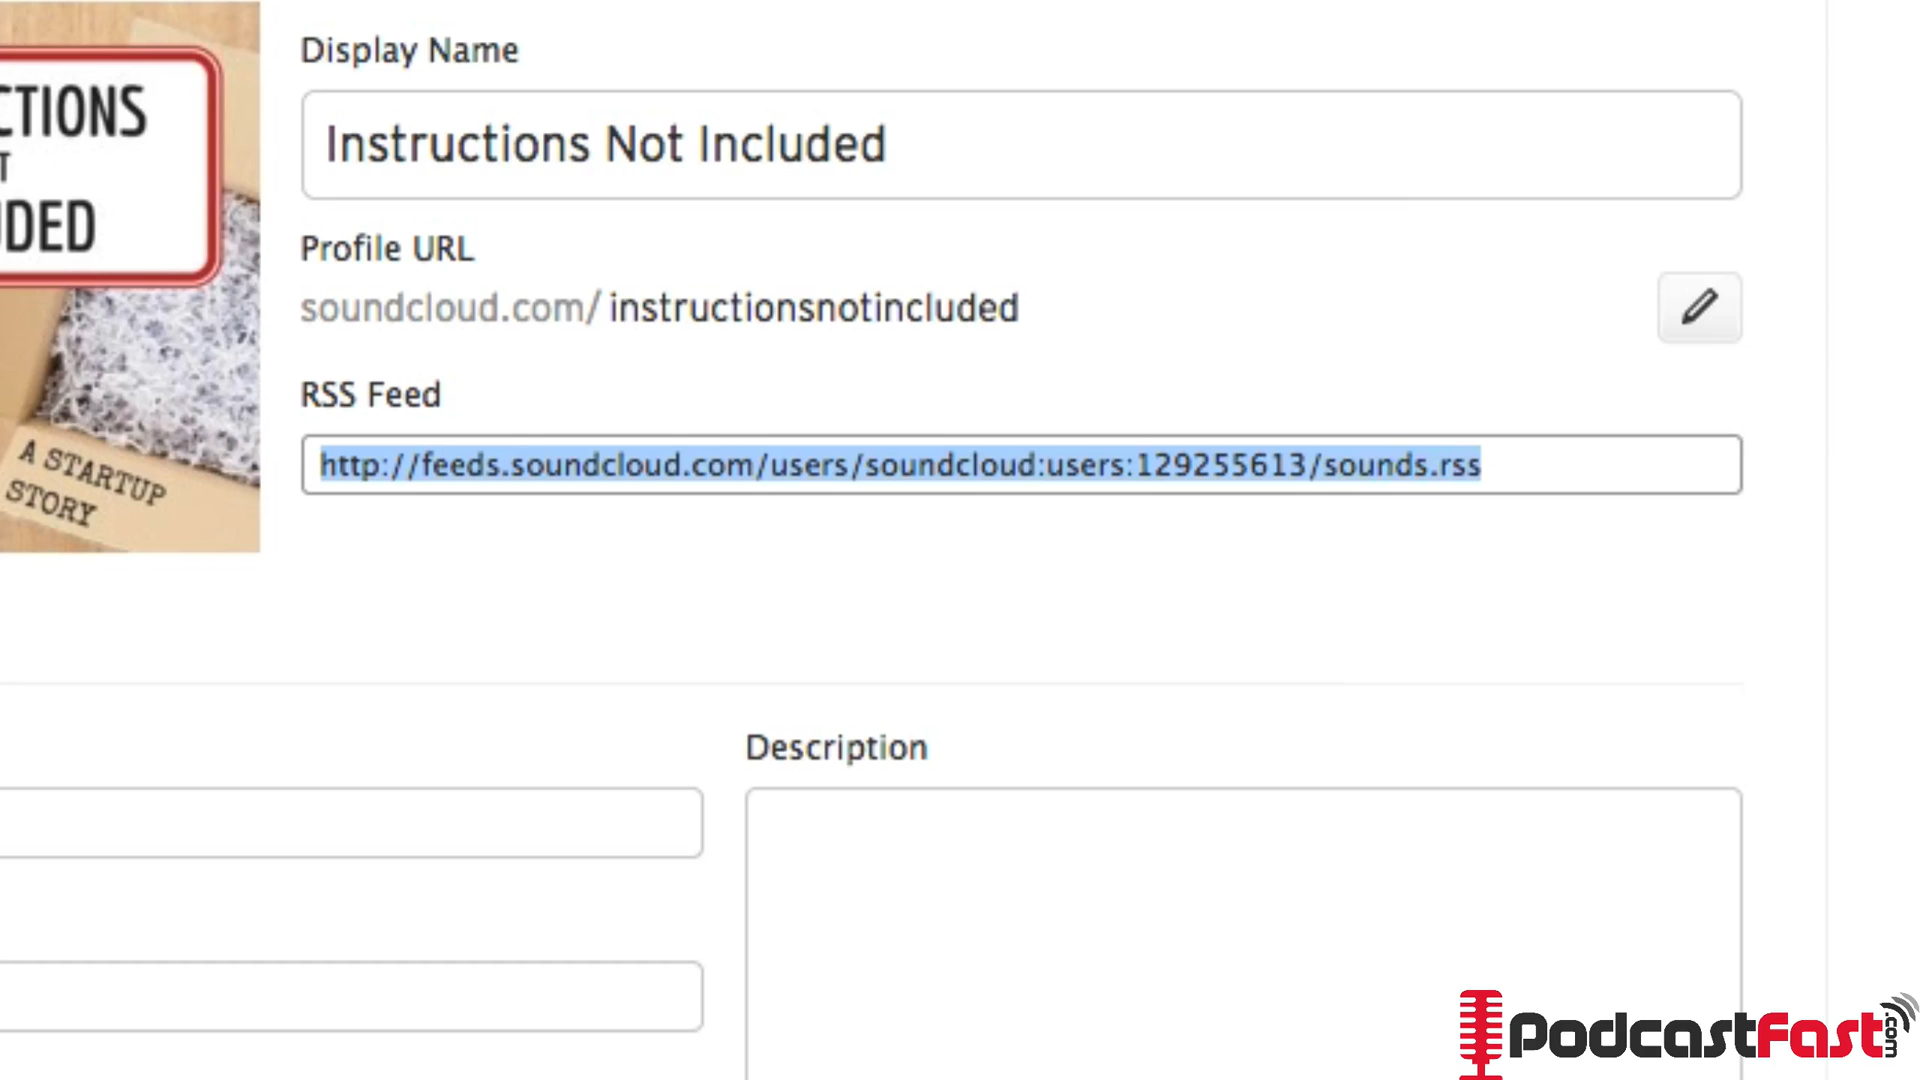 CTIONS
T
DED
A STARTUP
STORY
Display Name
Instructions Not Included
Profile URL
soundcloud.com/ instructionsnotincluded
RSS Feed
http://feeds.soundcloud.com/users/soundcloud:users:129255613/sounds.rss
Description
PodcastFast.com